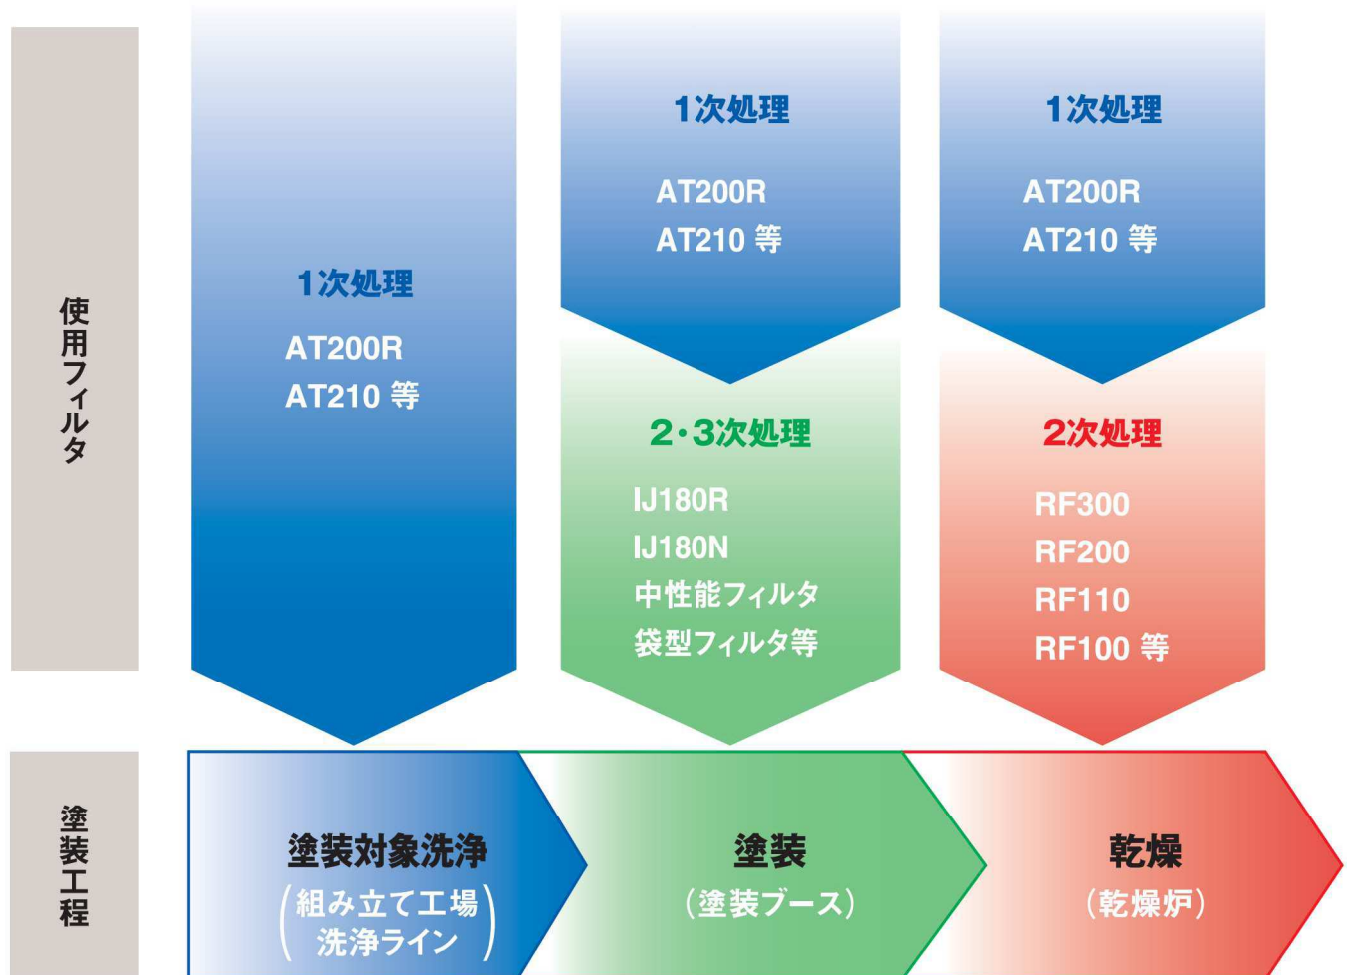 使用フィルタ
1次処理
AT200R
AT210 等
1次処理
AT200R
AT210 等
2・3次処理
IJ180R
IJ180N
中性能フィルタ
袋型フィルタ等
1次処理
AT200R
AT210 等
2次処理
RF300
RF200
RF110
RF100 等
塗装工程
塗装対象洗浄
(組み立て工場
洗浄ライン)
塗装
(塗装ブース)
乾燥
(乾燥炉)